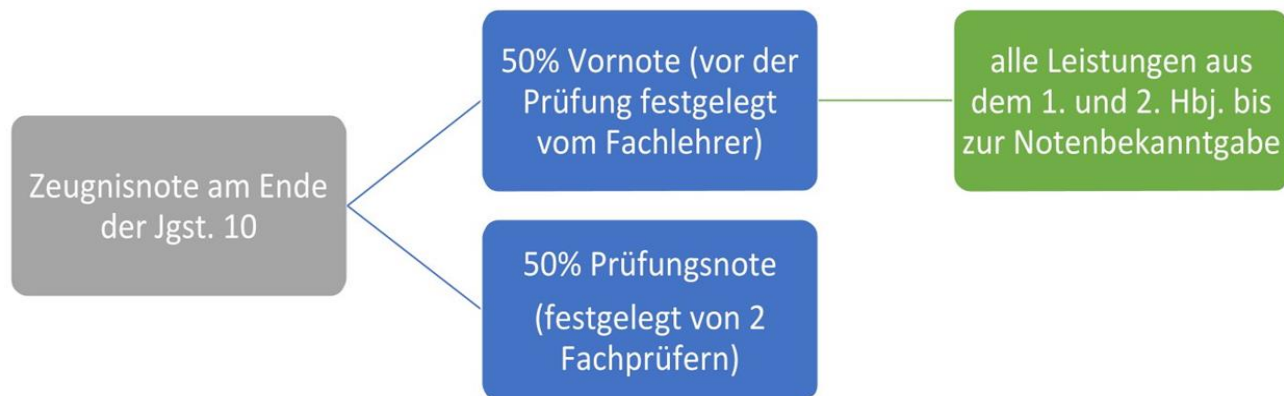 Zeugnisnote am Ende
der Jgst. 10
50% Vornote (vor der
Prüfung festgelegt
vom Fachlehrer)
alle Leistungen aus
dem 1. und 2. Hbj. bis
zur Notenbekanntgabe
50% Prüfungsnote
(festgelegt von 2
Fachprüfern)